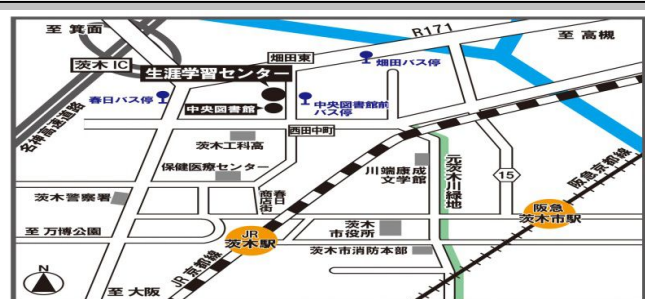 至 箕面
R171
至 高槻
畑田東
茨木 IC
生涯学習センター
畑田バス停
春日バス停
中央図書館
中央図書館前
バス停
名神高速道路
西田中町
茨木工科高
保健医療センター
川端康成
文学館
元茨木川緑地
15
阪急京都線
春日
商店街
茨木警察署
阪急
茨木市駅
至 万博公園
JR
茨木駅
茨木
市役所
茨木市消防本部
N
JR 京都線
至 大阪